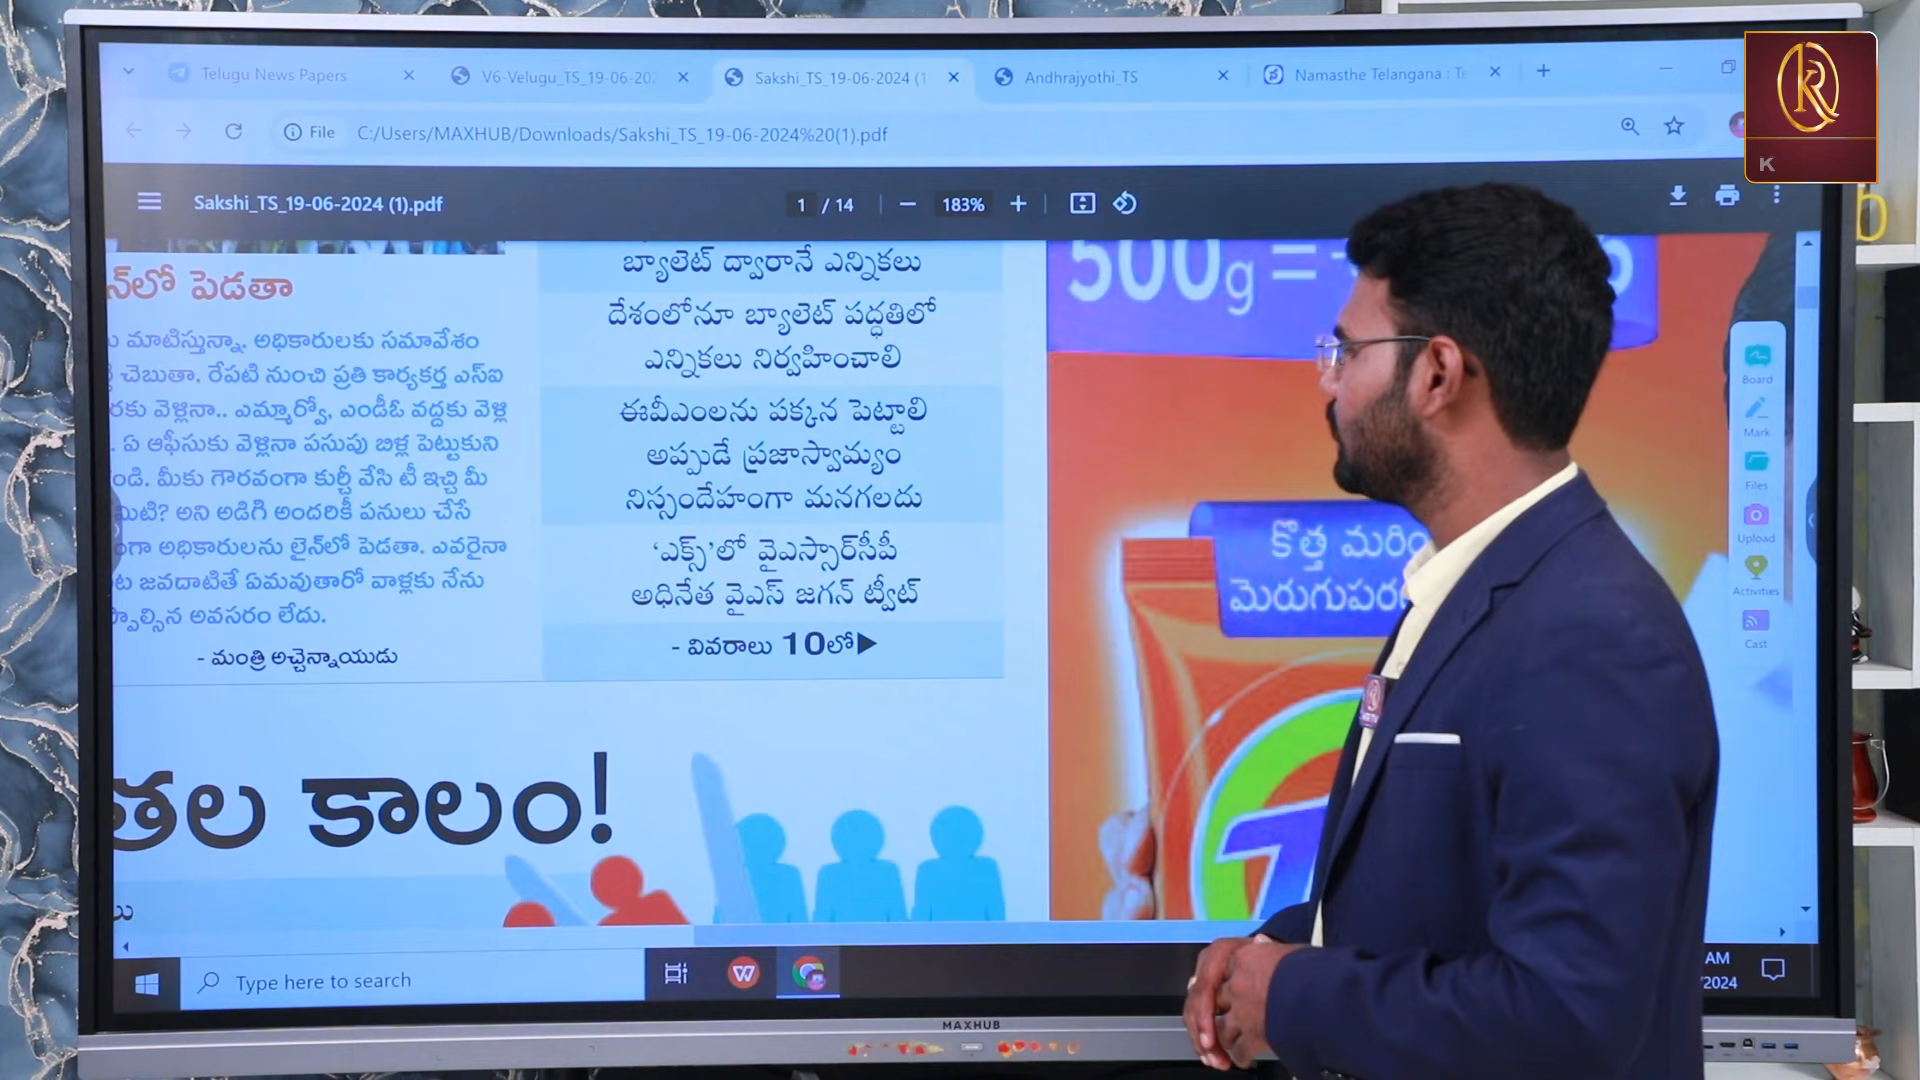 Telugu News Papers
V6-Velugu_TS_19-06-202
Sakshi_TS_19-06-2024 (1
Andhrajyothi_TS
Namasthe Telangana : Te
File
C:/Users/MAXHUB/Downloads/Sakshi_TS_19-06-2024%20(1).pdf
K
Sakshi_TS_19-06-2024 (1).pdf
1 / 14
183%
న్‌లో పెడతా
మాటిస్తున్నా. అధికారులకు సమావేశం
చెబుతా. రేపటి నుంచి ప్రతి కార్యకర్త ఎస్ఐ
రకు వెళ్లినా.. ఎమ్మార్వో, ఎండీఓ వద్దకు వెళ్లి
. ఏ ఆఫీసుకు వెళ్లినా పసుపు బిళ్ల పెట్టుకుని
ండి. మీకు గౌరవంగా కుర్చీ వేసి టీ ఇచ్చి మీ
మిటి? అని అడిగి అందరికీ పనులు చేసే
ంగా అధికారులను లైన్‌లో పెడతా. ఎవరైనా
ట జవదాటితే ఏమవుతారో వాళ్లకు నేను
ప్పాల్సిన అవసరం లేదు.
- మంత్రి అచ్చెన్నాయుడు
బ్యాలెట్ ద్వారానే ఎన్నికలు
దేశంలోనూ బ్యాలెట్ పద్ధతిలో
ఎన్నికలు నిర్వహించాలి
ఈవీఎంలను పక్కన పెట్టాలి
అప్పుడే ప్రజాస్వామ్యం
నిస్సందేహంగా మనగలదు
‘ఎక్స్’లో వైఎస్సార్‌సీపీ
అధినేత వైఎస్ జగన్ ట్వీట్
- వివరాలు 10లో▶
500g =
కొత్త మరిం
మెరుగుపర
Board
Mark
Files
Upload
Activities
Cast
తల కాలం!
లు
Type here to search
AM
/2024
MAXHUB